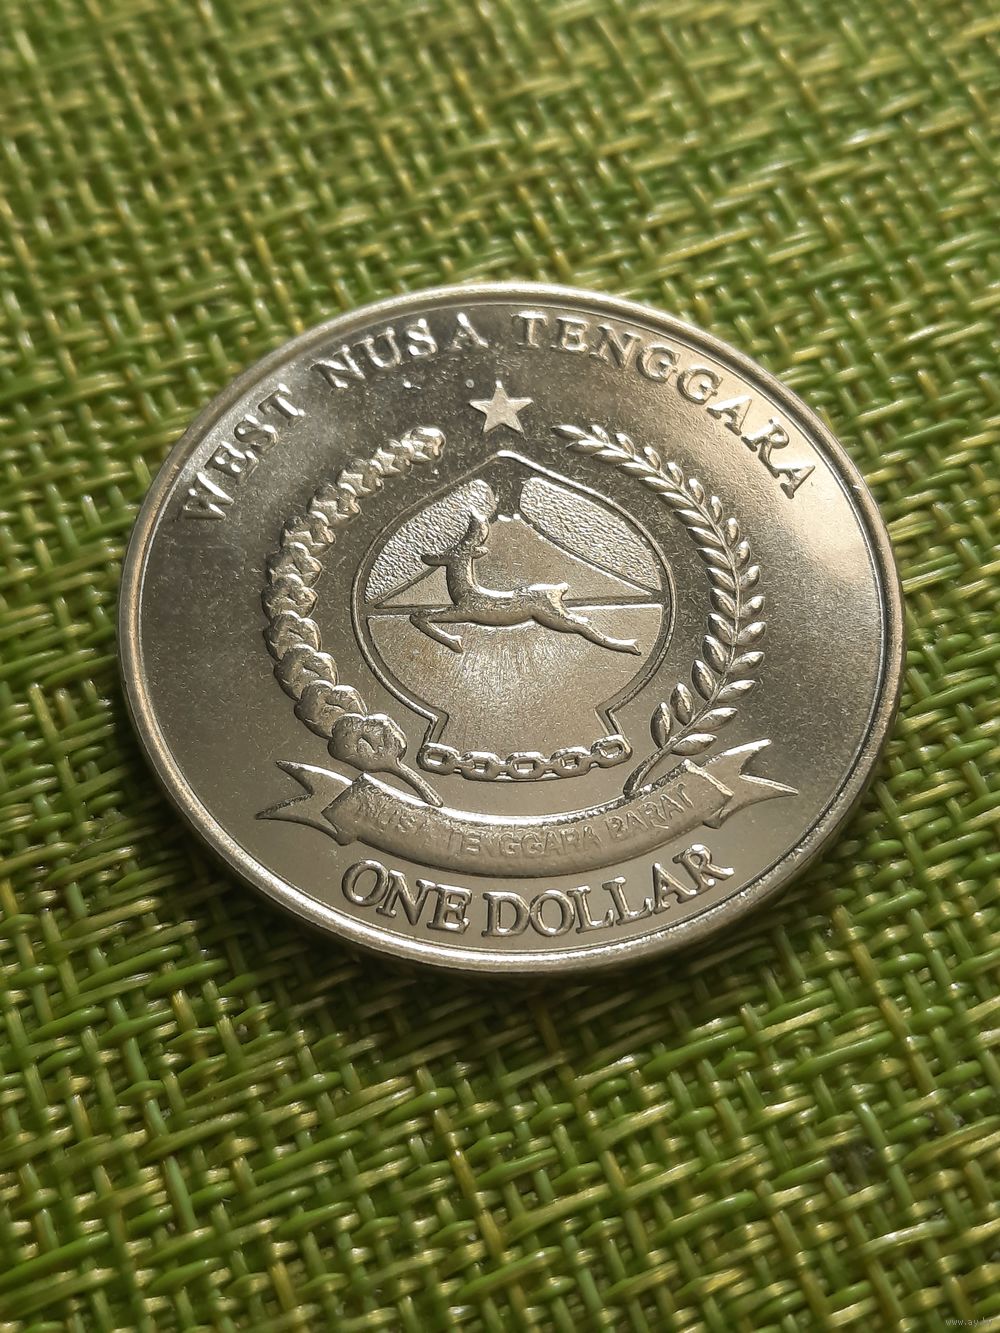 WEST NUSA TENGGARA
NUSA TENGGARA BARAT
ONE DOLLAR